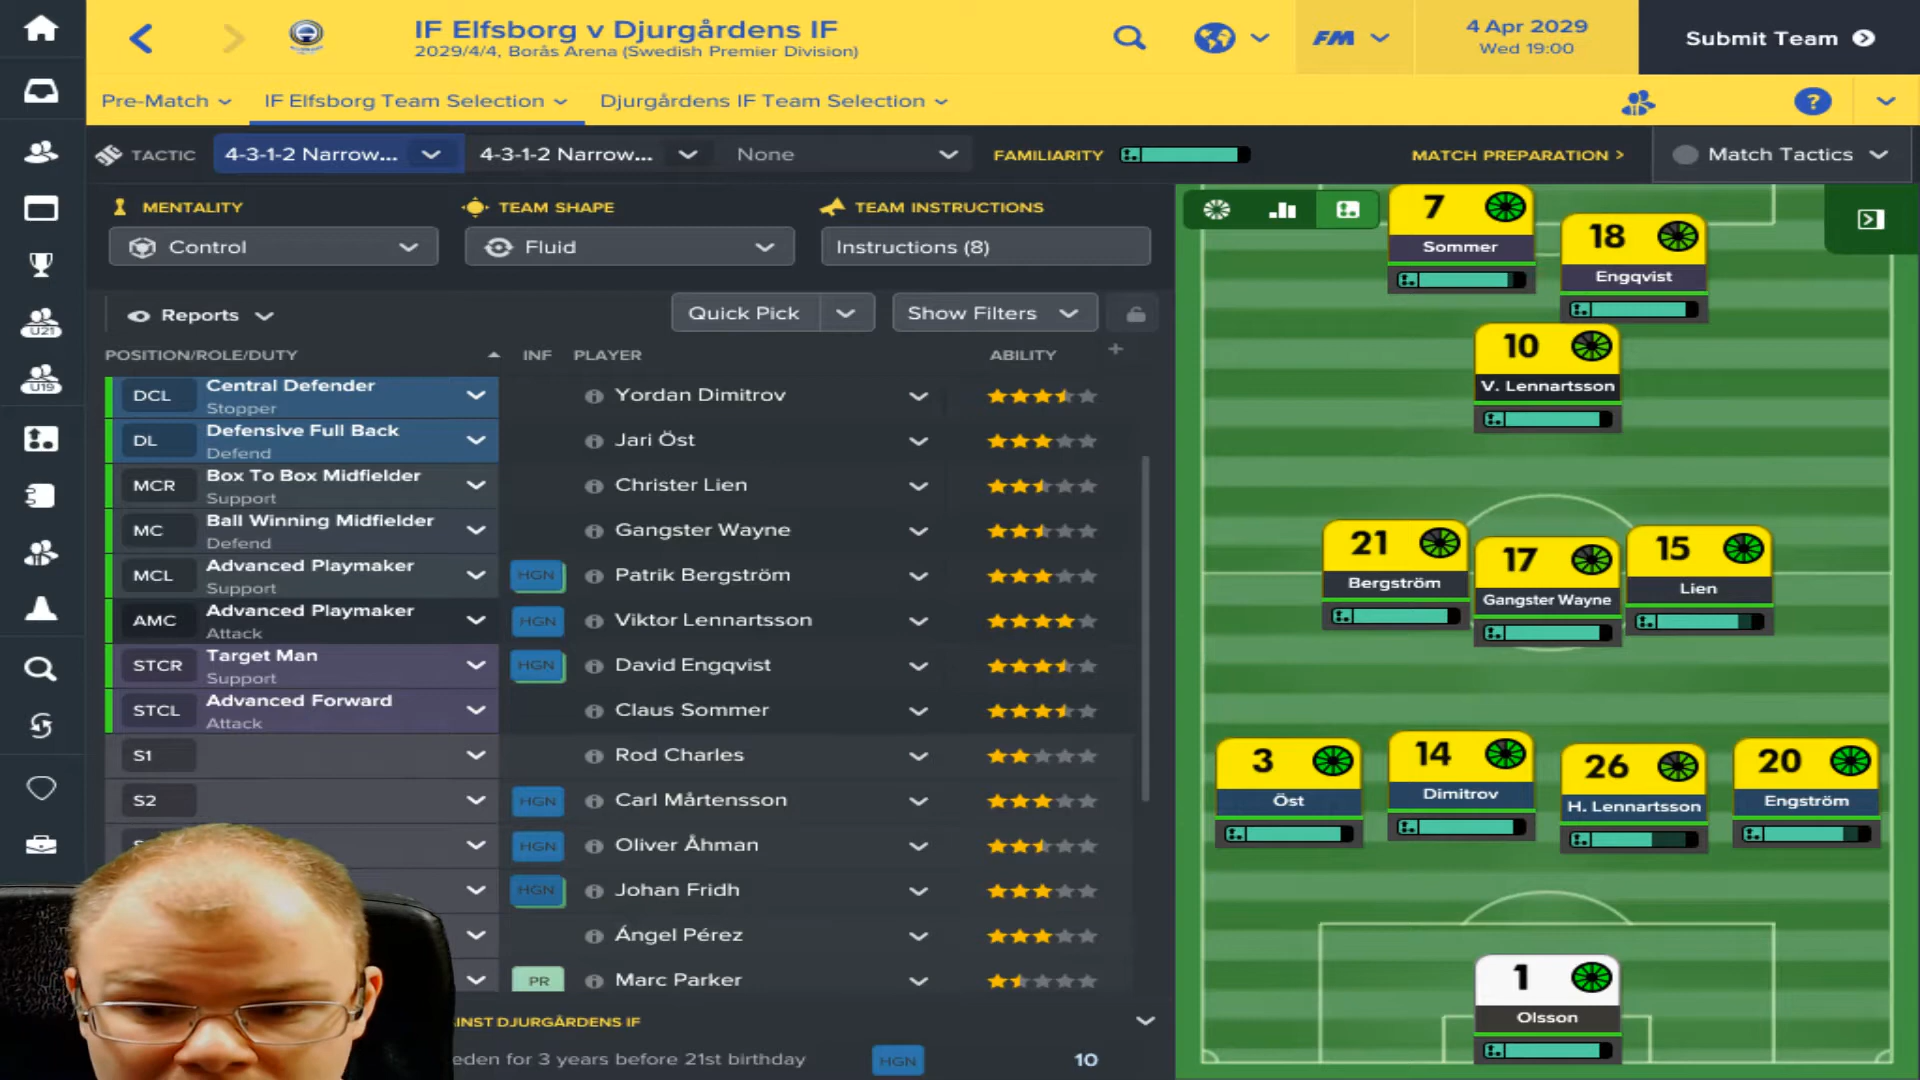 IF Elfsborg v Djurgårdens IF
2029/4/4, Borås Arena (Swedish Premier Division)
FM
4 Apr 2029
Wed 19:00
Submit Team
Pre-Match
IF Elfsborg Team Selection
Djurgårdens IF Team Selection
?
TACTIC
4-3-1-2 Narrow...
4-3-1-2 Narrow...
None
FAMILIARITY
MATCH PREPARATION >
Match Tactics
MENTALITY
Control
TEAM SHAPE
Fluid
TEAM INSTRUCTIONS
Instructions (8)
Reports
Quick Pick
Show Filters
POSITION/ROLE/DUTY
INF
PLAYER
ABILITY
+
DCL Central Defender Yordan Dimitrov
Stopper
DL Defensive Full Back Jari Öst
Defend
MCR Box To Box Midfielder Christer Lien
Support
MC Ball Winning Midfielder Gangster Wayne
Defend
MCL Advanced Playmaker HGN Patrik Bergström
Support
AMC Advanced Playmaker HGN Viktor Lennartsson
Attack
STCR Target Man HGN David Engqvist
Support
STCL Advanced Forward Claus Sommer
Attack
S1 Rod Charles
S2 HGN Carl Mårtensson
HGN Oliver Åhman
HGN Johan Fridh
Ángel Pérez
PR Marc Parker
INST DJURGÅRDENS IF
eden for 3 years before 21st birthday HGN 10
U21
U19
7
Sommer
18
Engqvist
10
V. Lennartsson
21
Bergström
17
Gangster Wayne
15
Lien
3
Öst
14
Dimitrov
26
H. Lennartsson
20
Engström
1
Olsson